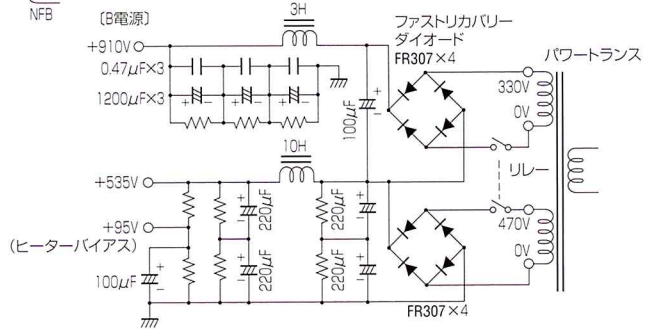 NFB
〔B電源〕
3H
ファストリカバリー
ダイオード
FR307×4
パワートランス
+910V
0.47μF×3
1200μF×3
+ − + − + −
100μF
+
−
330V
0V
リレー
10H
+535V
+95V
(ヒーターバイアス)
220μF
220μF
220μF
220μF
+
−
+
−
+
−
+
−
470V
0V
100μF
+
−
FR307×4